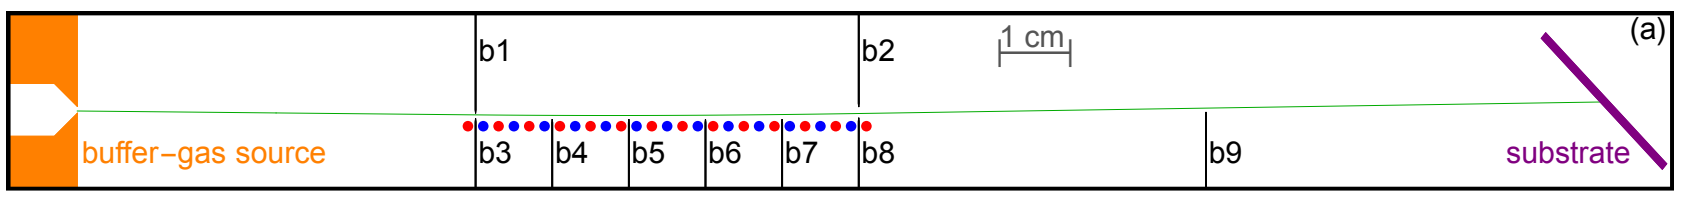 (a)
1 cm
b1
b2
buffer–gas source
b3
b4
b5
b6
b7
b8
b9
substrate